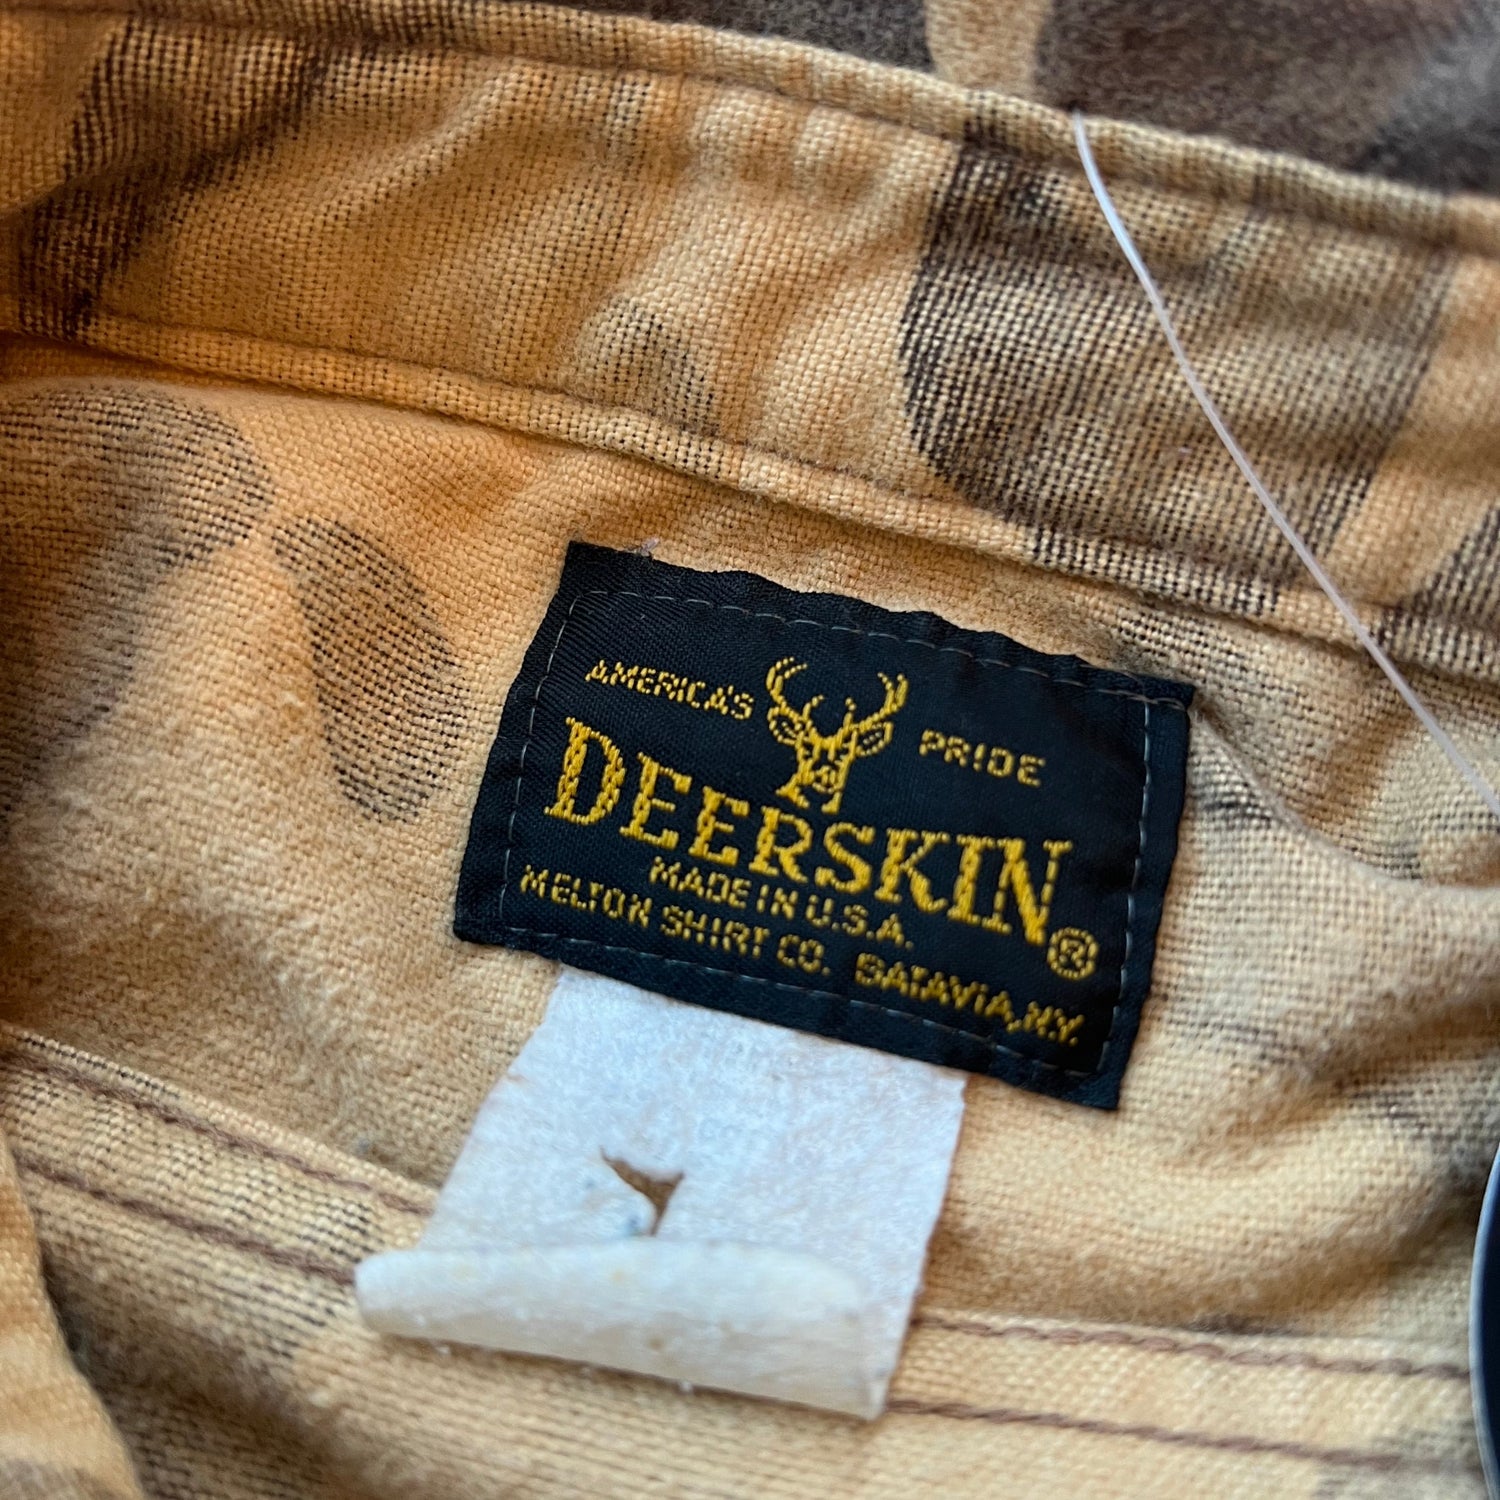 AMERICA'S PRIDE
DEERSKIN®
MADE IN U.S.A.
MELTON SHIRT CO. BATAVIA, N.Y.